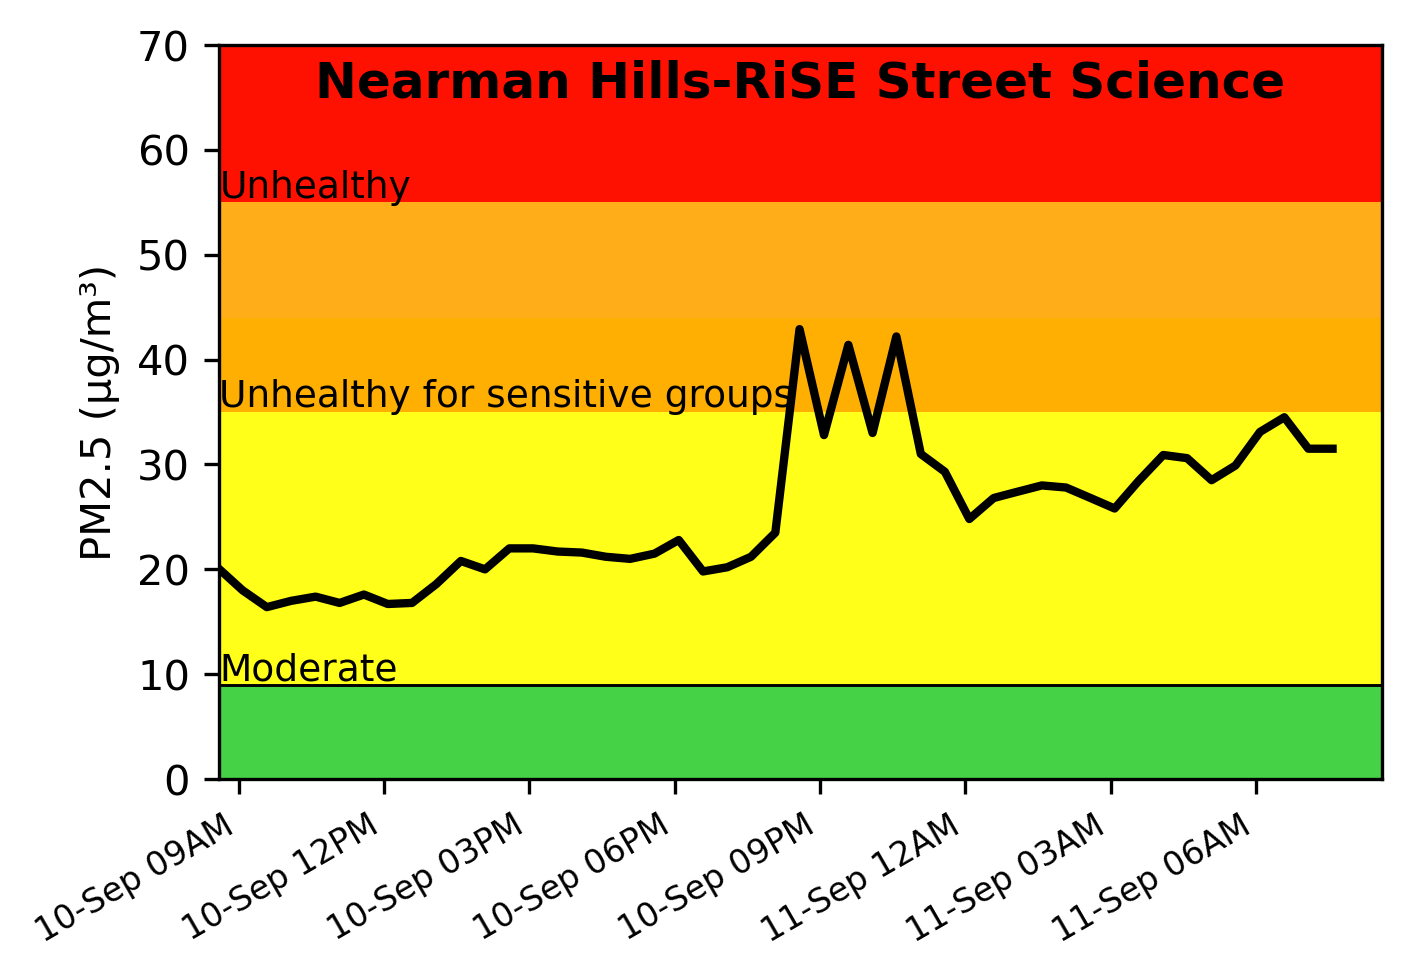 Nearman Hills-RiSE Street Science
PM2.5 (µg/m³)
70
60
Unhealthy
50
40
Unhealthy for sensitive groups
30
20
10
Moderate
0
10-Sep 09AM
10-Sep 12PM
10-Sep 03PM
10-Sep 06PM
10-Sep 09PM
11-Sep 12AM
11-Sep 03AM
11-Sep 06AM